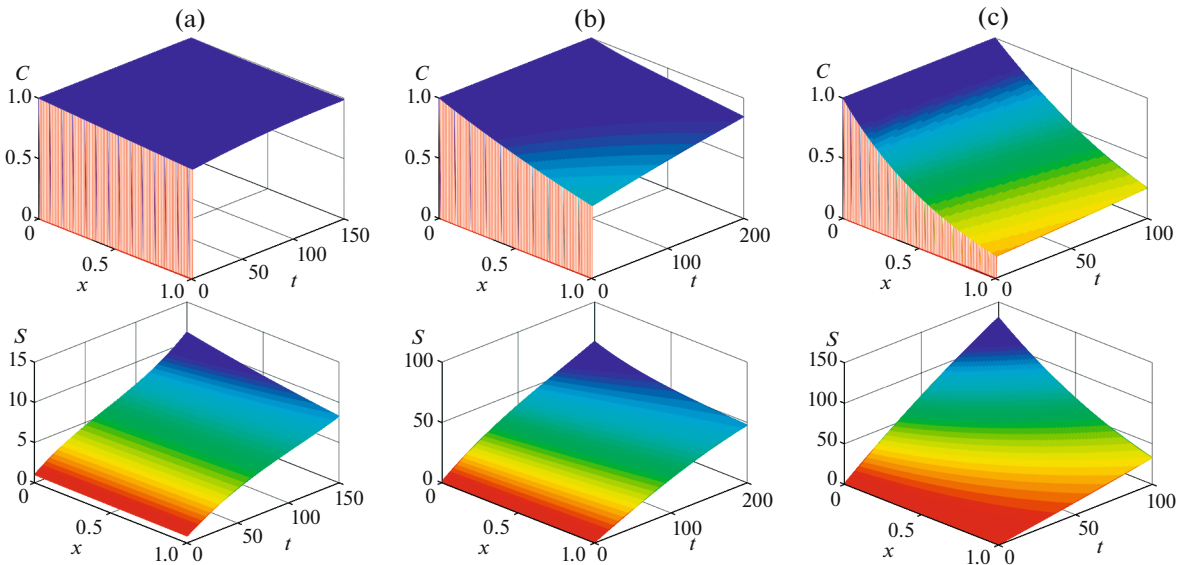 (a) (b) (c)
C C C
1.0 1.0 1.0
0.5 0.5 0.5
0 0 0
0 150 0 200 0 100
0.5 100 0.5 100 0.5 50
x 50 t x t x t
1.0 0 1.0 0 1.0 0
S S S
15 100 150
10 50 100
5 50
0 0 0
0 150 0 200 0 100
0.5 100 0.5 100 0.5 50
x 50 t x t x t
1.0 0 1.0 0 1.0 0